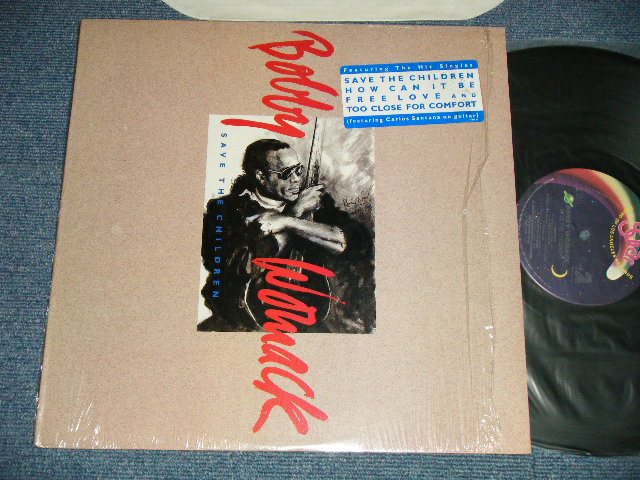 Bobby Womack
SAVE THE CHILDREN
Featuring The Hit Singles
SAVE THE CHILDREN
HOW CAN IT BE
FREE LOVE AND
TOO CLOSE FOR COMFORT
(featuring Carlos Santana on guitar)